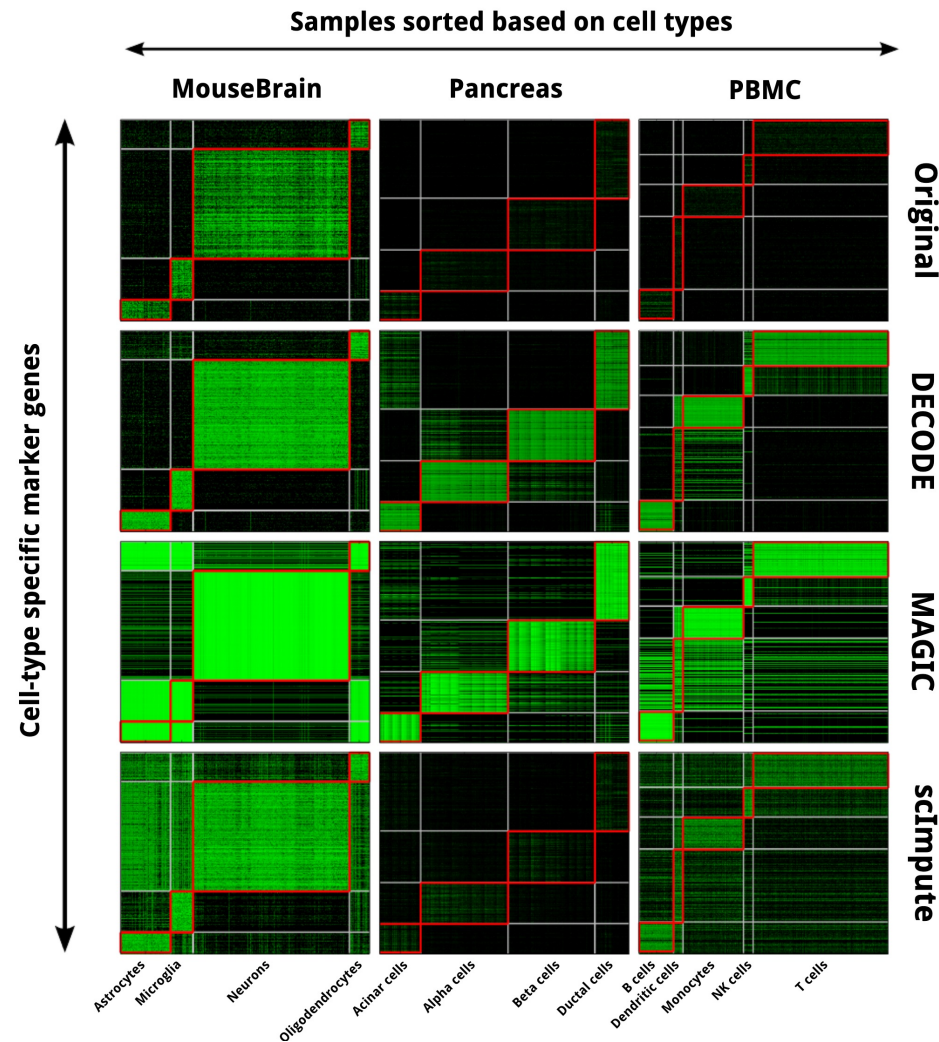 Samples sorted based on cell types
MouseBrain
Pancreas
PBMC
Cell-type specific marker genes
Original
DECODE
MAGIC
scImpute
Astrocytes
Microglia
Neurons
Oligodendrocytes
Acinar cells
Alpha cells
Beta cells
Ductal cells
B cells
Dendritic cells
Monocytes
NK cells
T cells